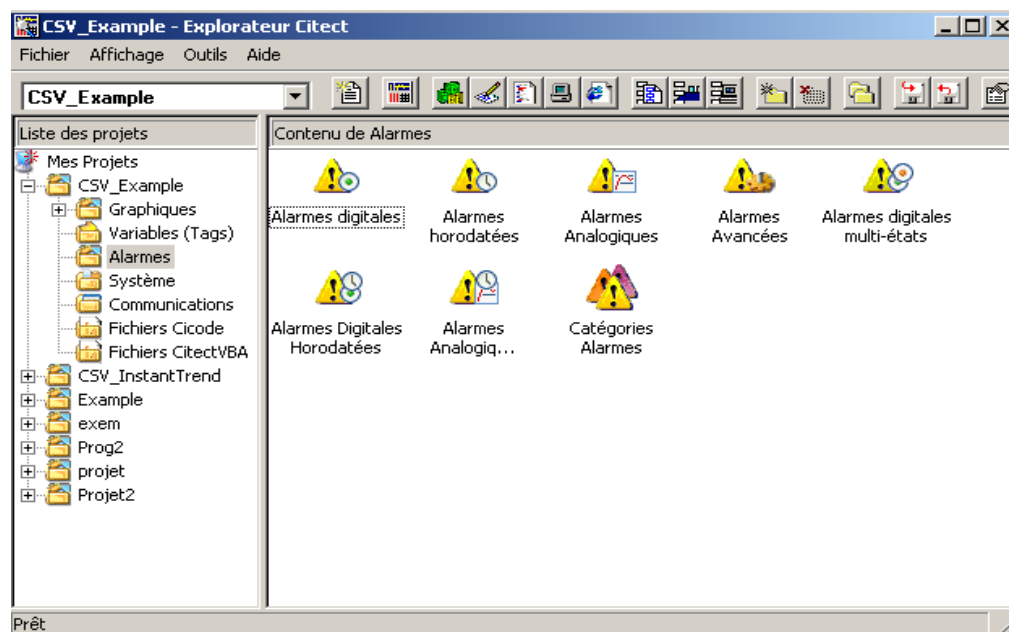 CSV_Example - Explorateur Citect
Fichier Affichage Outils Aide
CSV_Example
Liste des projets
Mes Projets
CSV_Example
Graphiques
Variables (Tags)
Alarmes
Système
Communications
Fichiers Cicode
Fichiers CitectVBA
CSV_InstantTrend
Example
exem
Prog2
projet
Projet2
Contenu de Alarmes
Alarmes digitales
Alarmes
horodatées
Alarmes
Analogiques
Alarmes
Avancées
Alarmes digitales
multi-états
Alarmes Digitales
Horodatées
Alarmes
Analogiq...
Catégories
Alarmes
Prêt